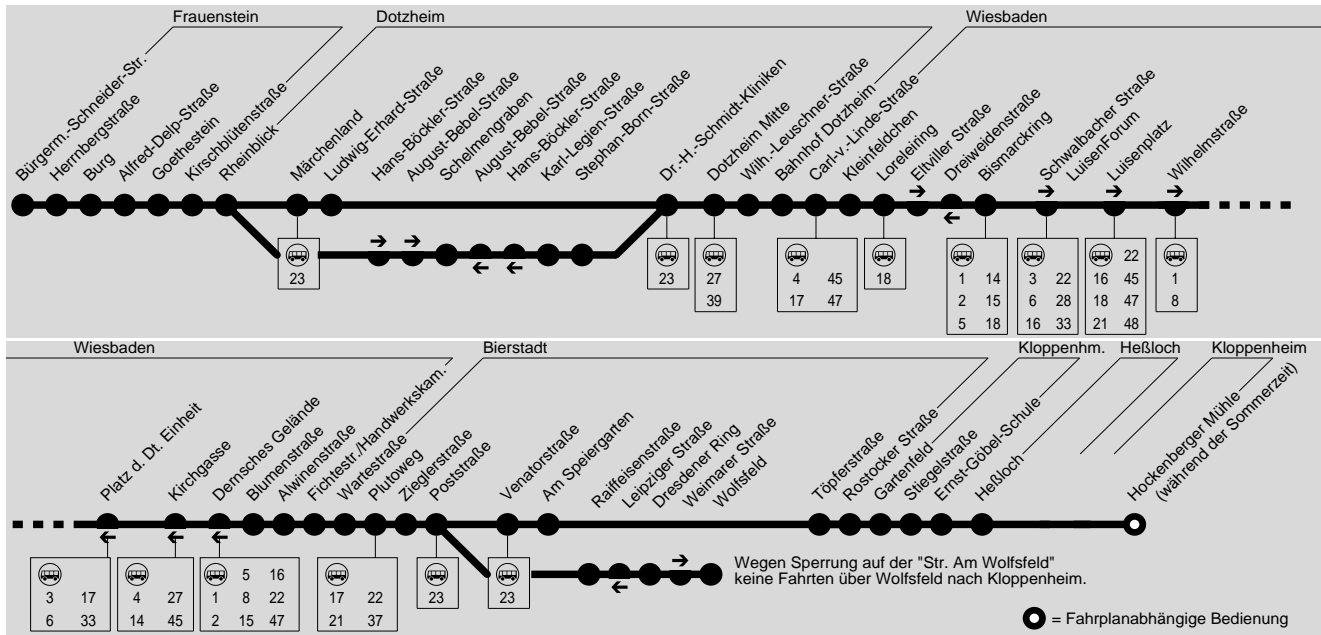 Frauenstein
Dotzheim
Wiesbaden
Bürgerm.-Schneider-Str.
Herrnbergstraße
Burg
Alfred-Delp-Straße
Goethestein
Kirschblütenstraße
Rheinblick
Märchenland
Ludwig-Erhard-Straße
Hans-Böckler-Straße
August-Bebel-Straße
Schelmengraben
August-Bebel-Straße
Hans-Böckler-Straße
Karl-Legien-Straße
Stephan-Born-Straße
Dr.-H.-Schmidt-Kliniken
Dotzheim Mitte
Wilh.-Leuschner-Straße
Bahnhof Dotzheim
Carl-v.-Linde-Straße
Kleinfeldchen
Loreleiring
Eltviller Straße
Dreiweidenstraße
Bismarckring
Schwalbacher Straße
LuisenForum
Luisenplatz
Wilhelmstraße
23
23
27
39
4 45
17 47
18
1 14
2 15
5 18
3 22
6 28
16 33
22
16 45
18 47
21 48
1
8
Wiesbaden
Bierstadt
Kloppenhm.
Heßloch
Kloppenheim
Platz d. Dt. Einheit
Kirchgasse
Dernsches Gelände
Blumenstraße
Alwinenstraße
Fichtestr./Handwerkskam.
Wartestraße
Plutoweg
Zieglerstraße
Poststraße
Venatorstraße
Am Speiergarten
Raiffeisenstraße
Leipziger Straße
Dresdener Ring
Weimarer Straße
Wolfsfeld
Töpferstraße
Rostocker Straße
Gartenfeld
Stiegelstraße
Ernst-Göbel-Schule
Heßloch
Hockenberger Mühle
(während der Sommerzeit)
3 17
6 33
4 27
14 45
5 16
1 8 22
2 15 47
17 22
21 37
23
23
Wegen Sperrung auf der "Str. Am Wolfsfeld"
keine Fahrten über Wolfsfeld nach Kloppenheim.
= Fahrplanabhängige Bedienung